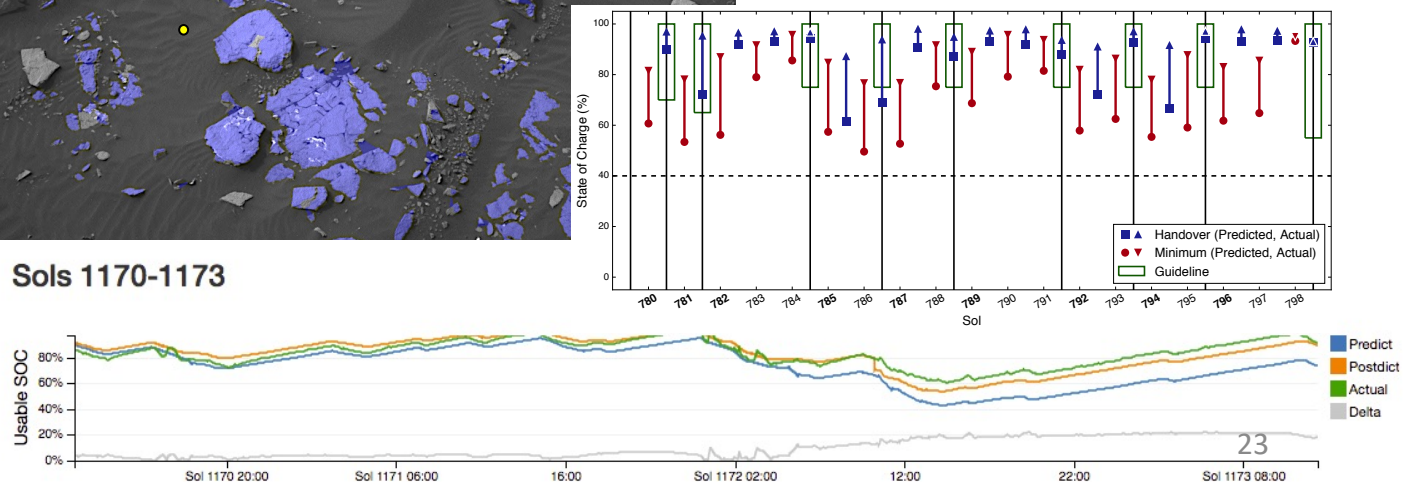 100
80
60
40
20
0
State of Charge (%)
Handover (Predicted, Actual)
Minimum (Predicted, Actual)
Guideline
780 781 782 783 784 785 786 787 788 789 790 791 792 793 794 795 796 797 798
Sol
Sols 1170-1173
80%
60%
40%
20%
0%
Usable SOC
Predict
Postdict
Actual
Delta
23
Sol 1170 20:00 Sol 1171 06:00 16:00 Sol 1172 02:00 12:00 22:00 Sol 1173 08:00